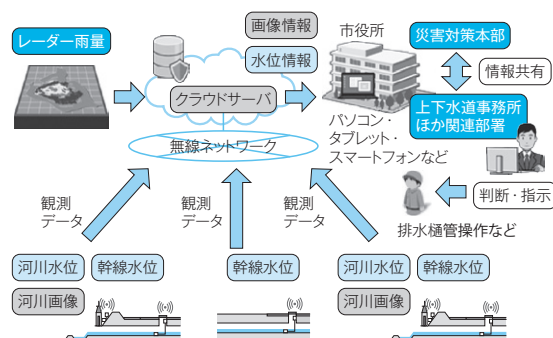 レーダー雨量
画像情報
水位情報
クラウドサーバ
無線ネットワーク
市役所
パソコン・
タブレット・
スマートフォンなど
災害対策本部
情報共有
上下水道事務所
ほか関連部署
判断・指示
排水樋管操作など
観測
データ
観測
データ
観測
データ
河川水位
幹線水位
河川画像
幹線水位
河川水位
幹線水位
河川画像